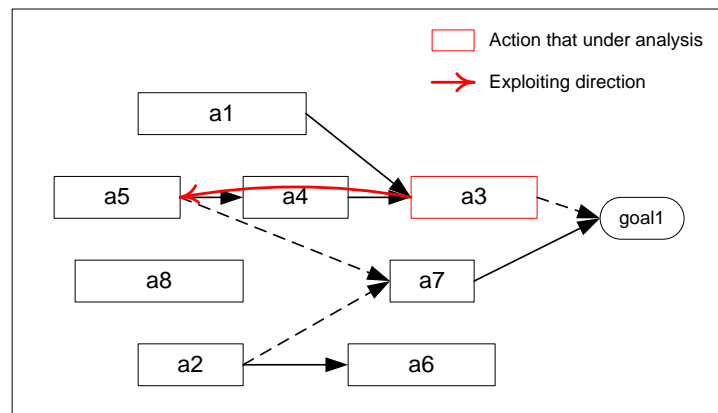 Action that under analysis
Exploiting direction
a1
a5
a4
a3
goal1
a8
a7
a2
a6